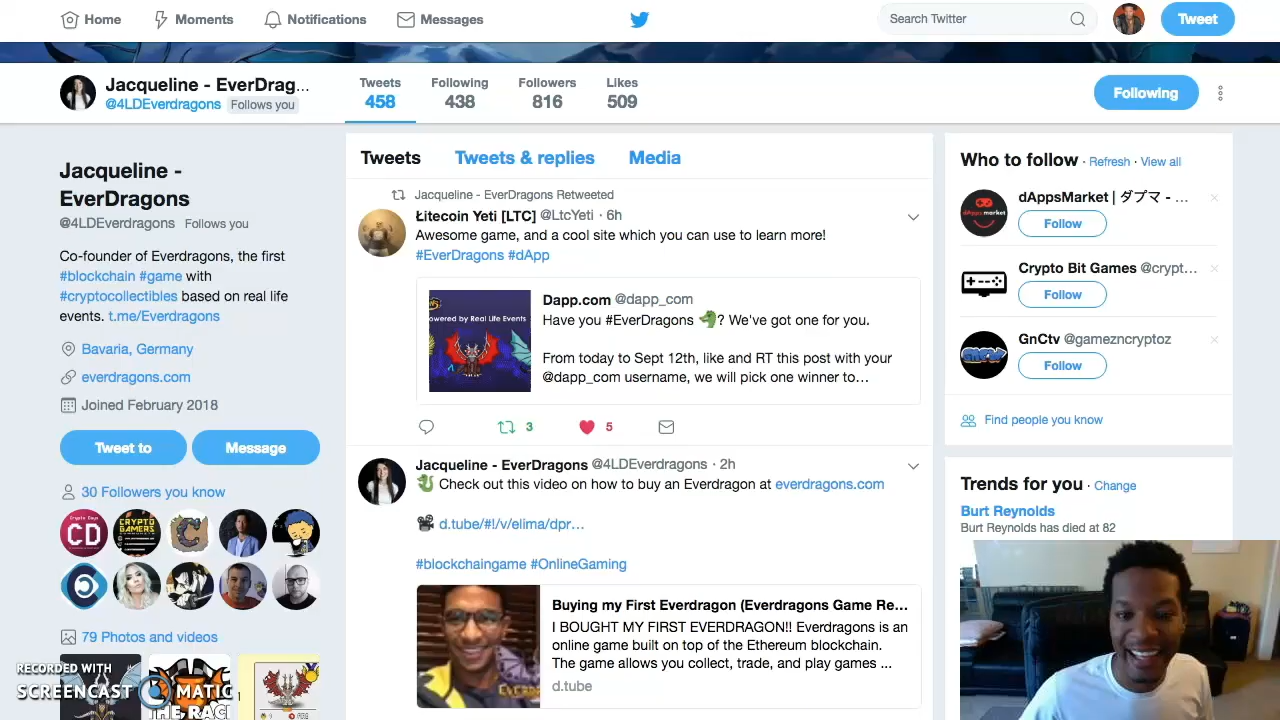 Home
Moments
Notifications
Messages
Search Twitter
Tweet
Jacqueline - EverDrag...
@4LDEverdragons Follows you
Tweets
458
Following
438
Followers
816
Likes
509
Following
Jacqueline -
EverDragons
@4LDEverdragons Follows you
Co-founder of Everdragons, the first
#blockchain #game with
#cryptocollectibles based on real life
events. t.me/Everdragons
Bavaria, Germany
everdragons.com
Joined February 2018
Tweet to
Message
30 Followers you know
CD
CRYPTO
GAMERS
79 Photos and videos
THE RACE
RECORDED WITH
SCREENCAST MATIC
Tweets
Tweets & replies
Media
Jacqueline - EverDragons Retweeted
Łitecoin Yeti [LTC] @LtcYeti · 6h
Awesome game, and a cool site which you can use to learn more!
#EverDragons #dApp
owered by Real Life Events
Dapp.com @dapp_com
Have you #EverDragons 🐉? We've got one for you.
From today to Sept 12th, like and RT this post with your
@dapp_com username, we will pick one winner to...
3
5
Jacqueline - EverDragons @4LDEverdragons · 2h
Check out this video on how to buy an Everdragon at everdragons.com
d.tube/#!/v/elima/dpr...
#blockchaingame #OnlineGaming
Buying my First Everdragon (Everdragons Game Re...
I BOUGHT MY FIRST EVERDRAGON!! Everdragons is an
online game built on top of the Ethereum blockchain.
The game allows you collect, trade, and play games ...
d.tube
Who to follow · Refresh · View all
dAppsMarket | ダプマ - ...
Follow
Crypto Bit Games @crypt...
Follow
GnCtv @gamezncryptoz
Follow
Find people you know
Trends for you · Change
Burt Reynolds
Burt Reynolds has died at 82